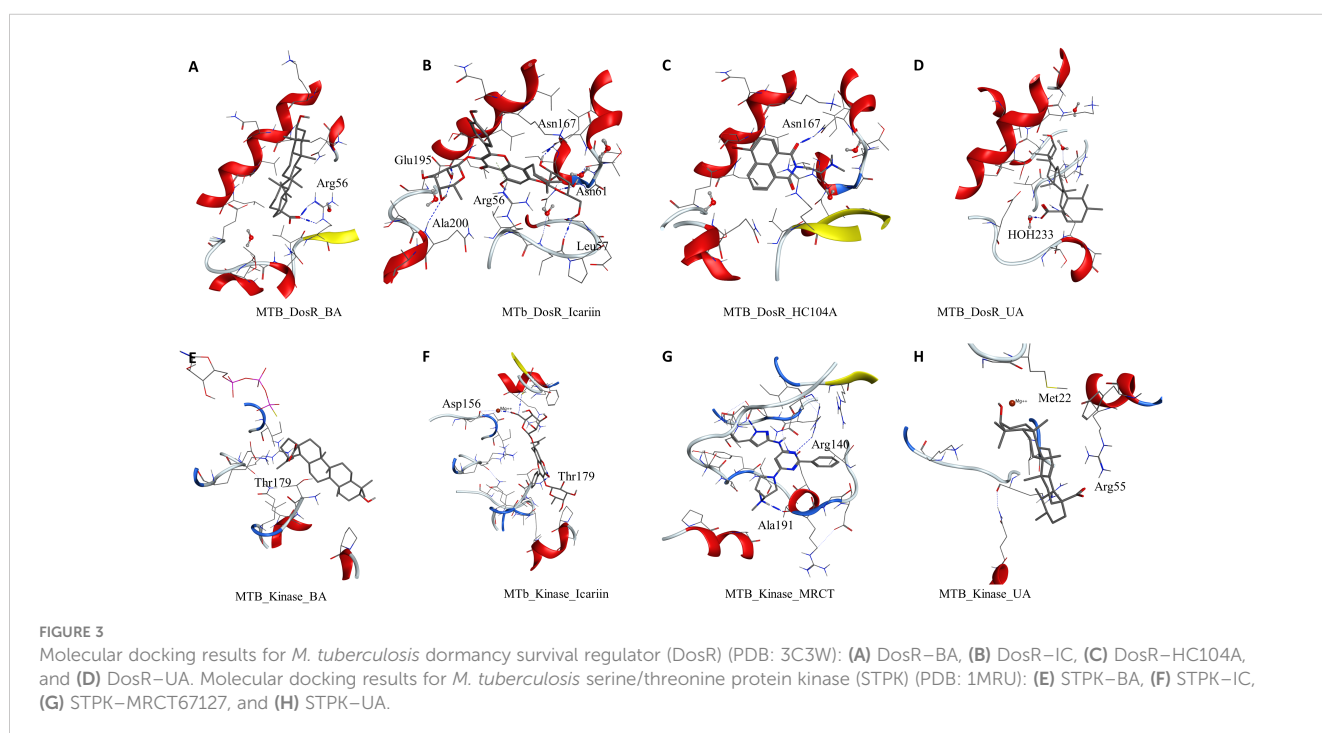 A
B
C
D
Asn167
Asn167
Glu195
Arg56
Arg56
Asn61
Ala200
Leu57
HOH233
MTB_DosR_BA
MTb_DosR_Icariin
MTB_DosR_HC104A
MTB_DosR_UA
E
F
G
H
Asp156
Mg++
Mg++
Met22
Thr179
Thr179
Arg140
Arg55
Ala191
MTB_Kinase_BA
MTb_Kinase_Icariin
MTB_Kinase_MRCT
MTB_Kinase_UA
FIGURE 3
Molecular docking results for M. tuberculosis dormancy survival regulator (DosR) (PDB: 3C3W): (A) DosR–BA, (B) DosR–IC, (C) DosR–HC104A,
and (D) DosR–UA. Molecular docking results for M. tuberculosis serine/threonine protein kinase (STPK) (PDB: 1MRU): (E) STPK–BA, (F) STPK–IC,
(G) STPK–MRCT67127, and (H) STPK–UA.